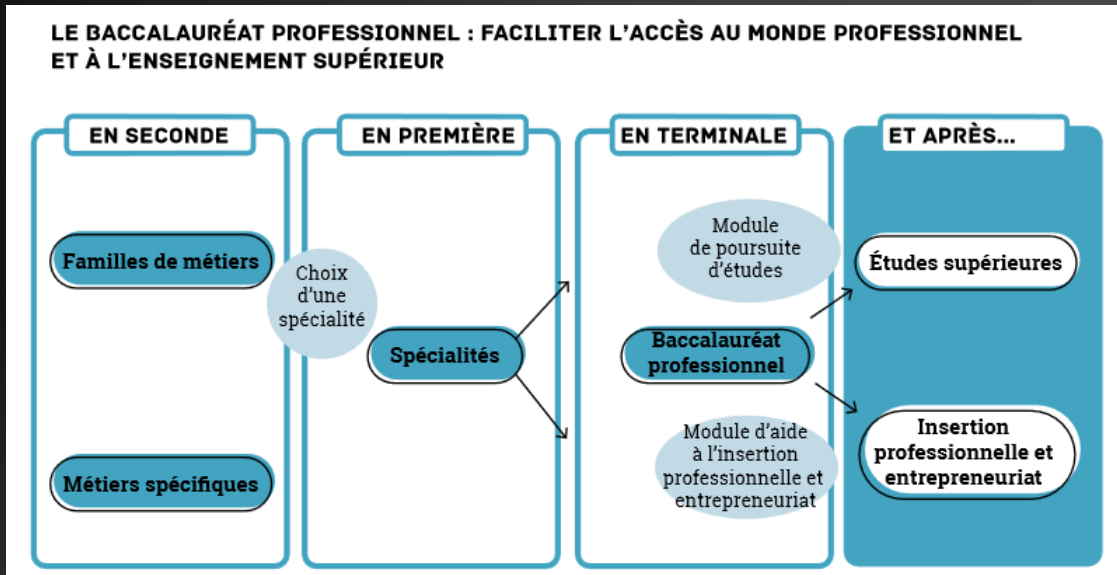 LE BACCALAURÉAT PROFESSIONNEL : FACILITER L'ACCÈS AU MONDE PROFESSIONNEL
ET À L'ENSEIGNEMENT SUPÉRIEUR
EN SECONDE
Familles de métiers
Métiers spécifiques
Choix
d'une
spécialité
EN PREMIÈRE
Spécialités
EN TERMINALE
Module
de poursuite
d'études
Baccalauréat
professionnel
Module d'aide
à l'insertion
professionnelle et
entrepreneuriat
ET APRÈS...
Études supérieures
Insertion
professionnelle et
entrepreneuriat